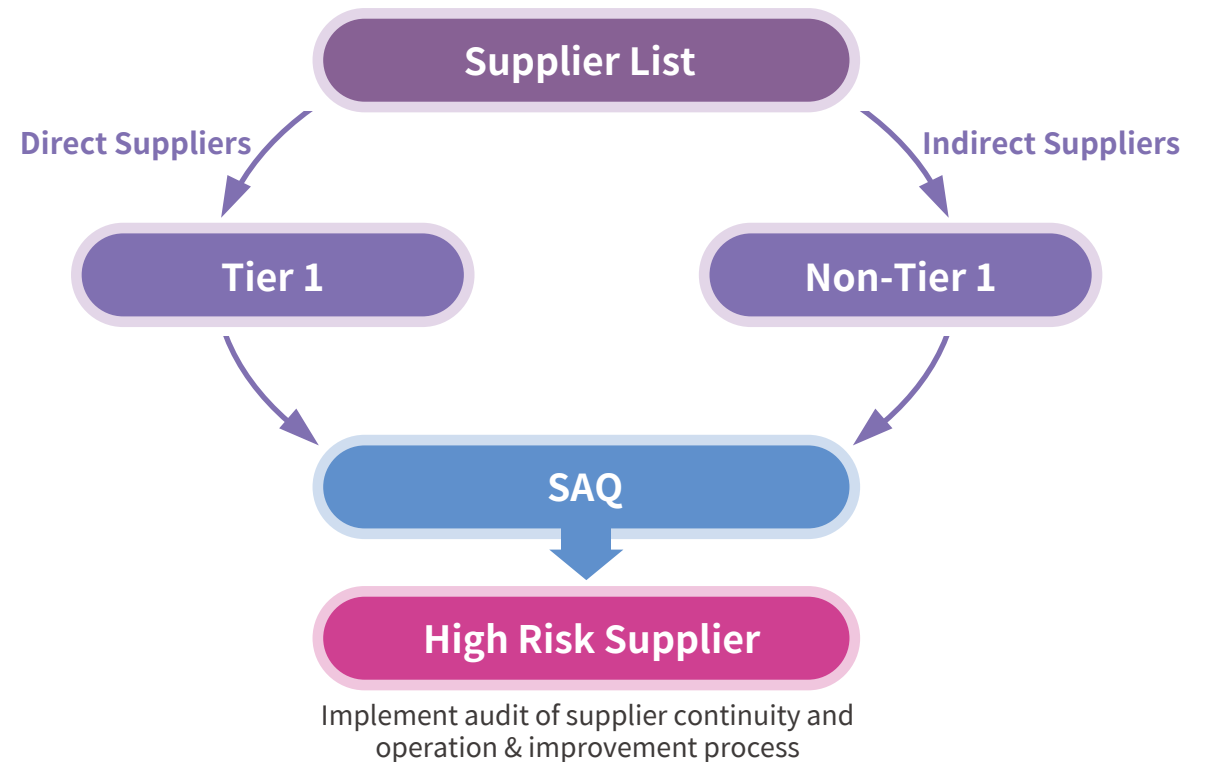 Supplier List
Direct Suppliers
Indirect Suppliers
Tier 1
Non-Tier 1
SAQ
High Risk Supplier
Implement audit of supplier continuity and
operation & improvement process